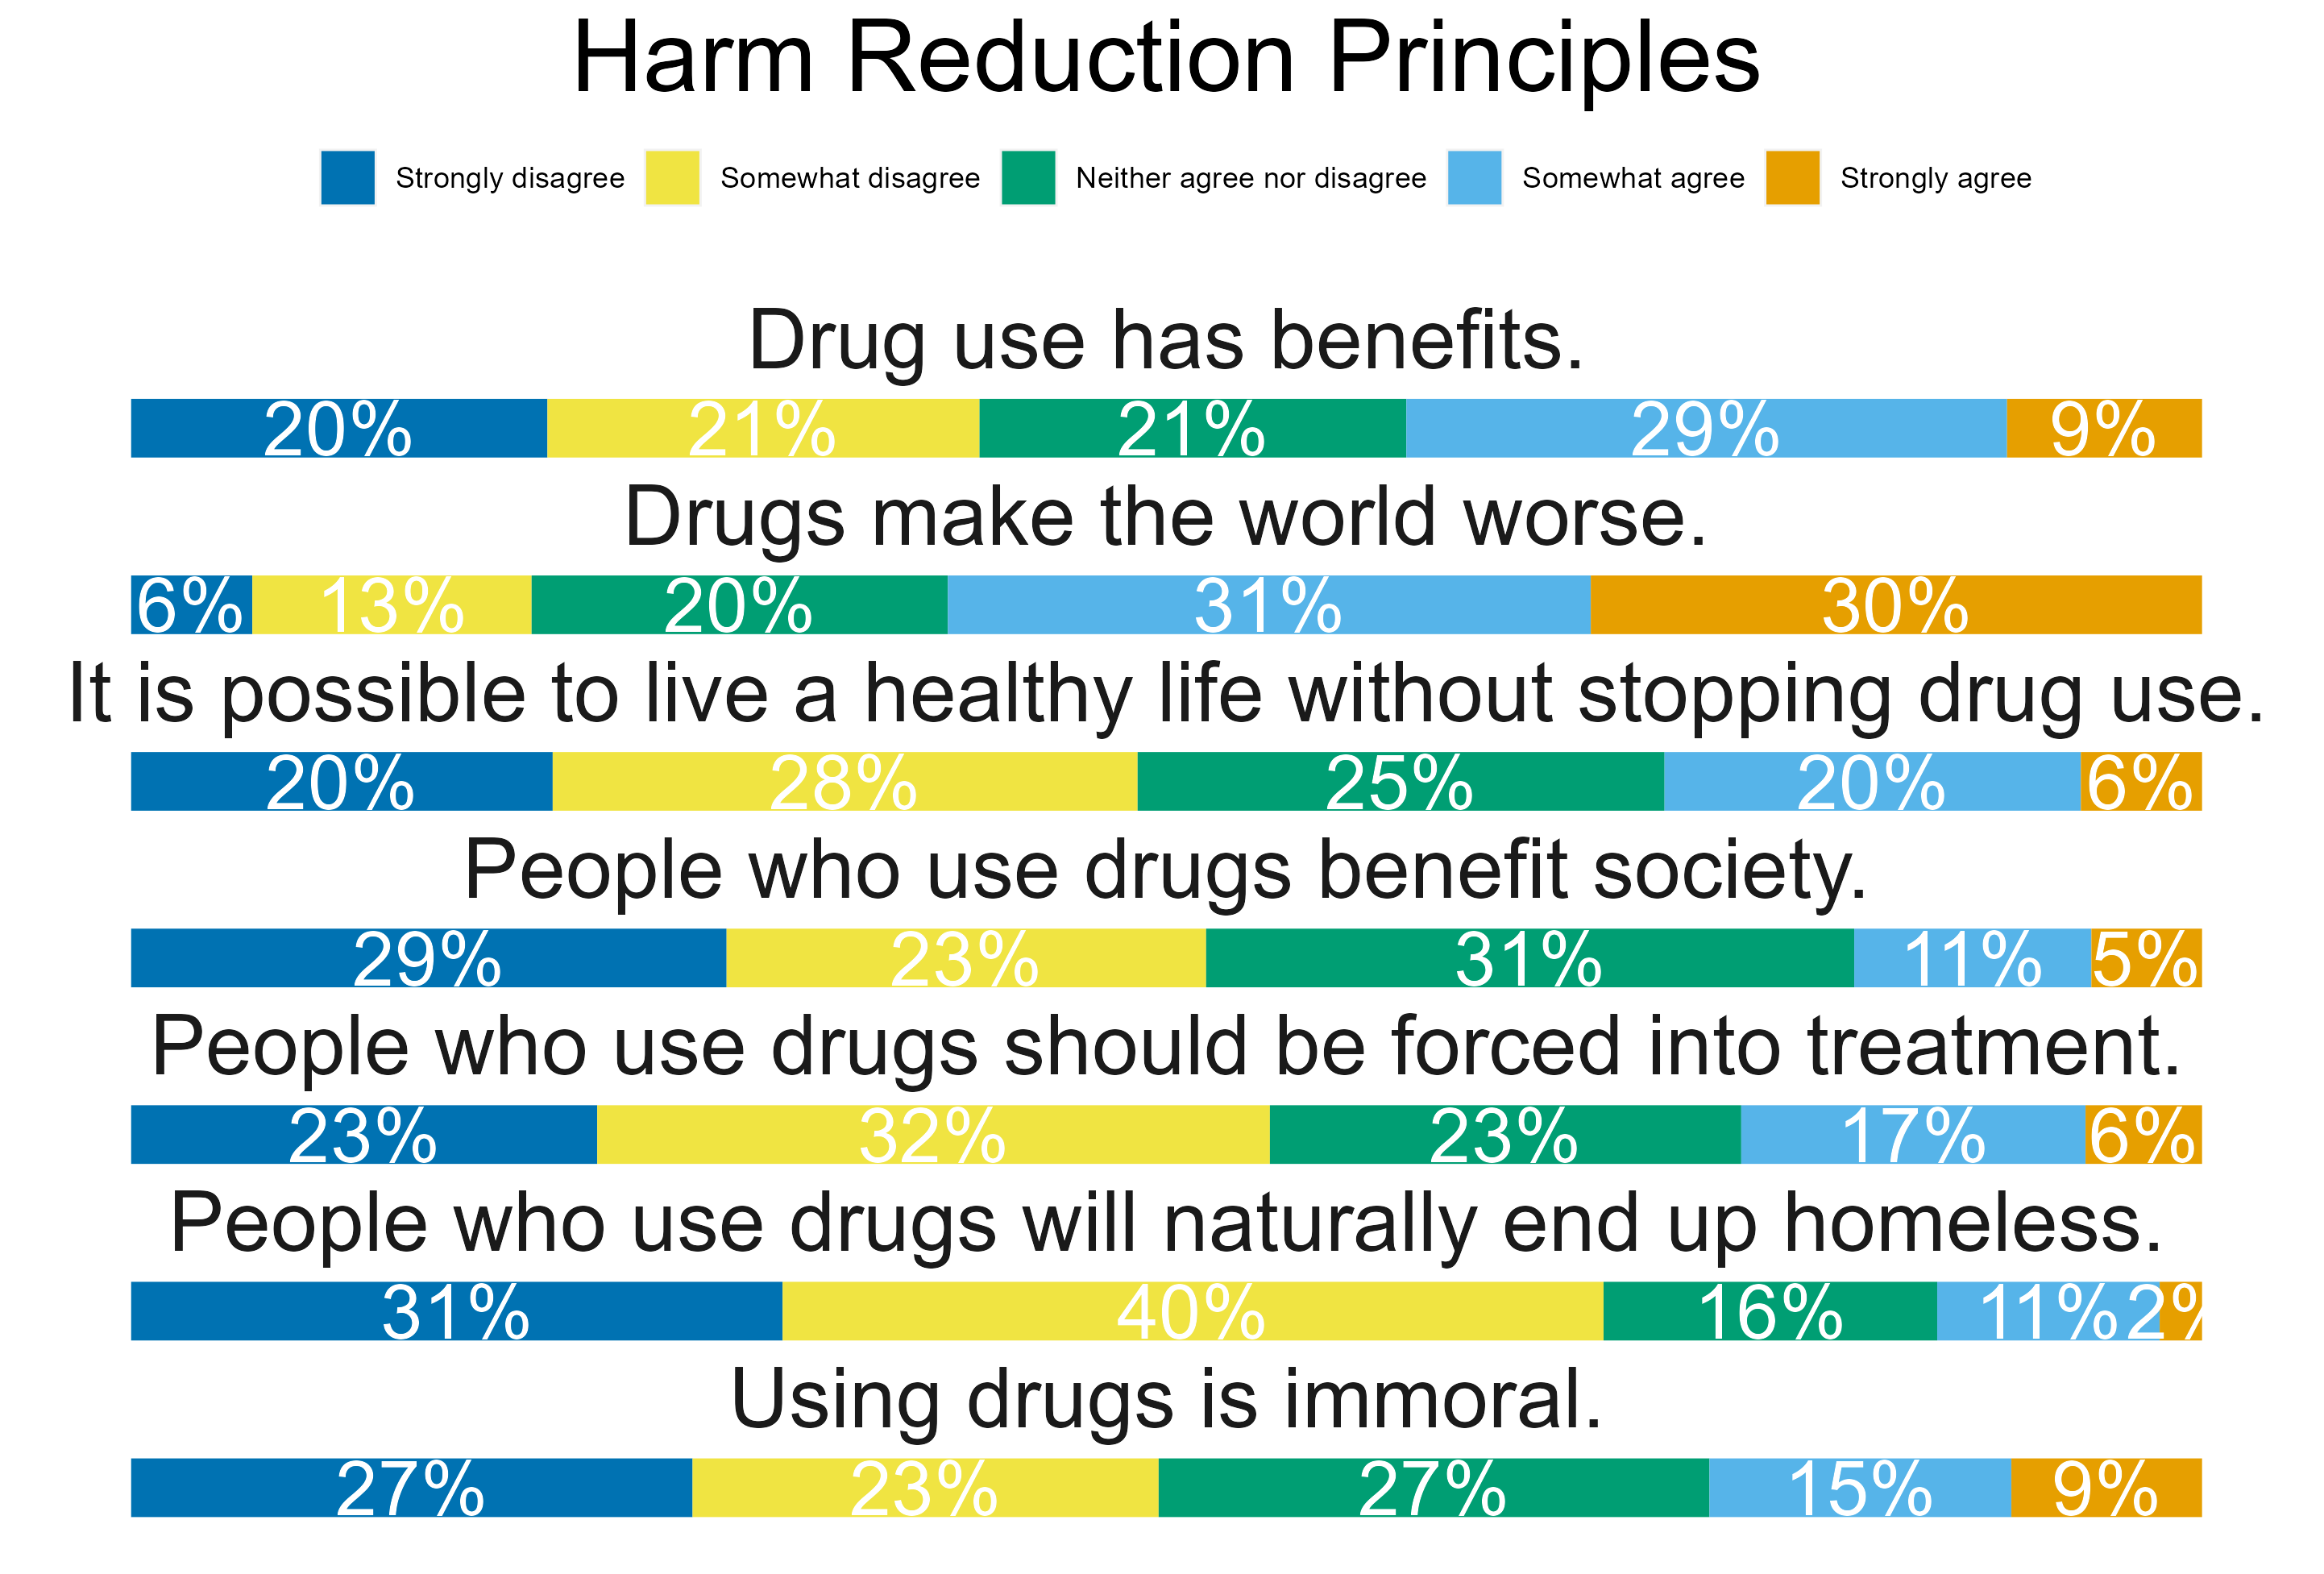 Harm Reduction Principles
Strongly disagree Somewhat disagree Neither agree nor disagree Somewhat agree Strongly agree
Drug use has benefits.
20% 21% 21% 29% 9%
Drugs make the world worse.
6% 13% 20% 31% 30%
It is possible to live a healthy life without stopping drug use.
20% 28% 25% 20% 6%
People who use drugs benefit society.
29% 23% 31% 11% 5%
People who use drugs should be forced into treatment.
23% 32% 23% 17% 6%
People who use drugs will naturally end up homeless.
31% 40% 16% 11% 2%
Using drugs is immoral.
27% 23% 27% 15% 9%